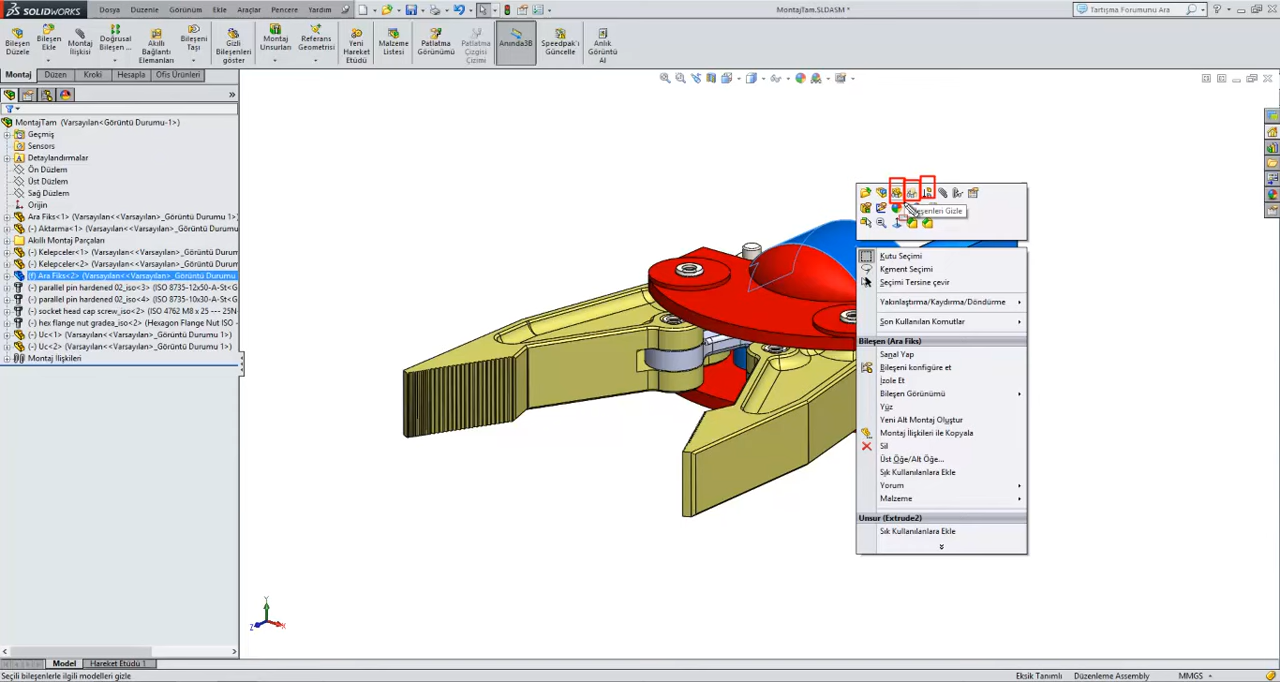 SOLIDWORKS
Dosya Düzenle Görünüm Ekle Araçlar Pencere Yardım
MontajTam.SLDASM *
Tartışma Forumunu Ara
Bileşen Düzele
Bileşen Ekle
Montaj İlişkisi
Doğrusal Bileşen ...
Akıllı Bağlantı Elemanları
Bileşeni Taşı
Gizli Bileşenleri göster
Montaj Unsurları
Referans Geometrisi
Yeni Hareket Etüdü
Malzeme Listesi
Patlatma Görünümü
Patlatma Çizgisi Çizimi
Anında3B
Speedpak'ı Güncelle
Anlık Görüntü Al
Montaj Düzen Kroki Hesapla Ofis Ürünleri
MontajTam (Varsayılan<Görüntü Durumu-1>)
Geçmiş
Sensors
Detaylandırmalar
Ön Düzlem
Üst Düzlem
Sağ Düzlem
Orijin
Ara Fiks<1> (Varsayılan<<Varsayılan>_Görüntü D
(-) Aktarma<1> (Varsayılan<<Varsayılan>_Görüntü
Akıllı Montaj Parçaları
(-) Kelepceler<1> (Varsayılan<<Varsayılan>_Görünt
(-) Kelepceler<2> (Varsayılan<<Varsayılan>_Görünt
(f) Ara Fiks<2> (Varsayılan<<Varsayılan>_Görüntü Durumu
parallel pin hardened 02_iso<3> (ISO 8735-12x50-A-St<G
parallel pin hardened 02_iso<4> (ISO 8735-10x30-A-St<G
(-) socket head cap screw_iso<2> (ISO 4762 M8 x 25 --- 25N
(-) hex flange nut gradea_iso<2> (Hexagon Flange Nut ISO -
(-) Uc<1> (Varsayılan<<Varsayılan>_Görüntü Durumu 1>)
(-) Uc<2> (Varsayılan<<Varsayılan>_Görüntü Durumu 1>)
Montaj İlişkileri
Bileşenleri Gizle
Kutu Seçimi
Kement Seçimi
Seçimi Tersine çevir
Yakınlaştırma/Kaydırma/Döndürme
Son Kullanılan Komutlar
Bileşen (Ara Fiks)
Sanal Yap
Bileşeni konfigüre et
İzole Et
Bileşen Görünümü
Yüz
Yeni Alt Montaj Oluştur
Montaj İlişkileri ile Kopyala
Sil
Üst Öğe/Alt Öğe...
Sık Kullanılanlara Ekle
Yorum
Malzeme
Unsur (Extrude2)
Sık Kullanılanlara Ekle
Y
Z
X
Model Hareket Etüdü 1
Seçili bileşenlerle ilgili modelleri gizle
Eksik Tanımlı Düzenleme Assembly MMGS